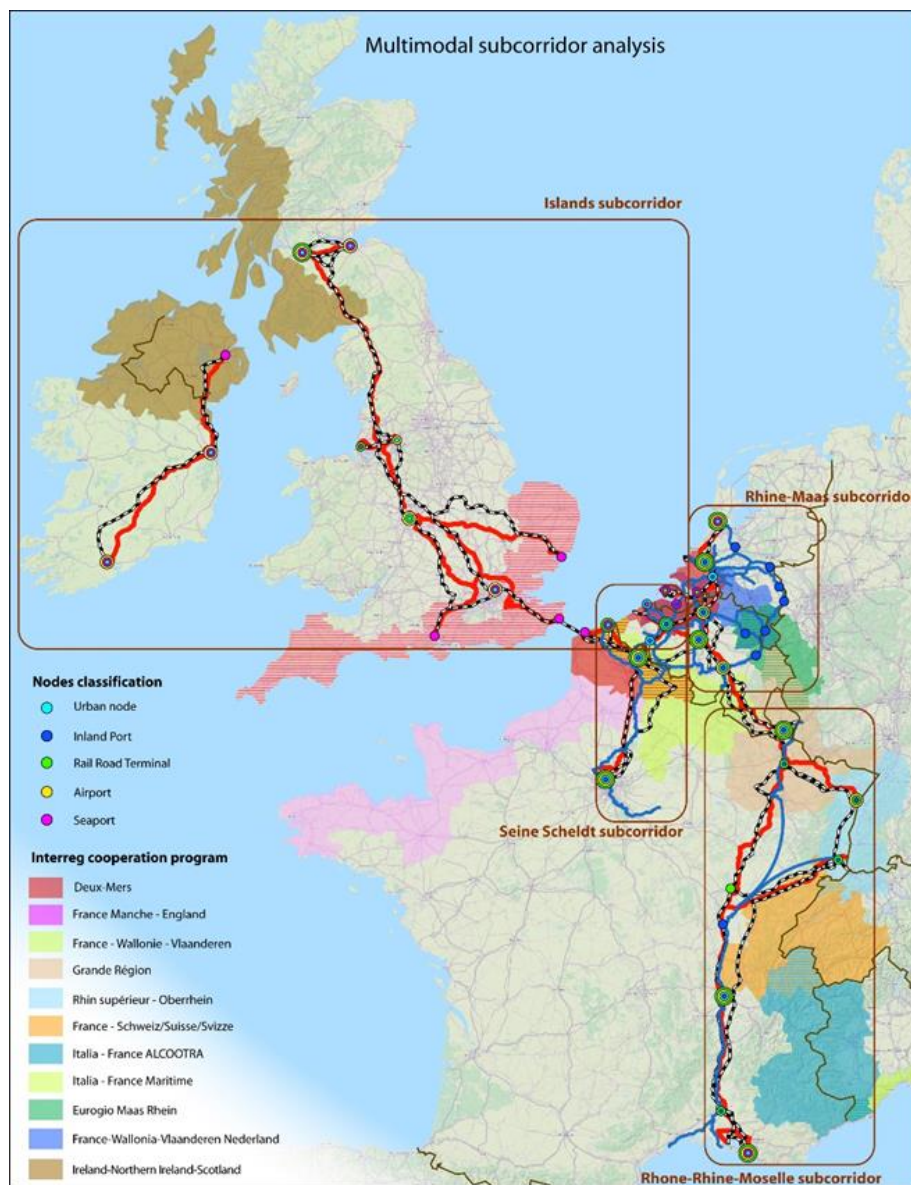 Multimodal subcorridor analysis
Islands subcorridor
Rhine-Maas subcorrido
Nodes classification
Urban node
Inland Port
Rail Road Terminal
Airport
Seaport
Seine Scheldt subcorridor
Interreg cooperation program
Deux-Mers
France Manche - England
France - Wallonie - Vlaanderen
Grande Région
Rhin supérieur - Oberrhein
France - Schweiz/Suisse/Svizze
Italia - France ALCOOTRA
Italia - France Maritime
Eurogio Maas Rhein
France-Wallonia-Vlaanderen Nederland
Ireland-Northern Ireland-Scotland
Rhone-Rhine-Moselle subcorridor